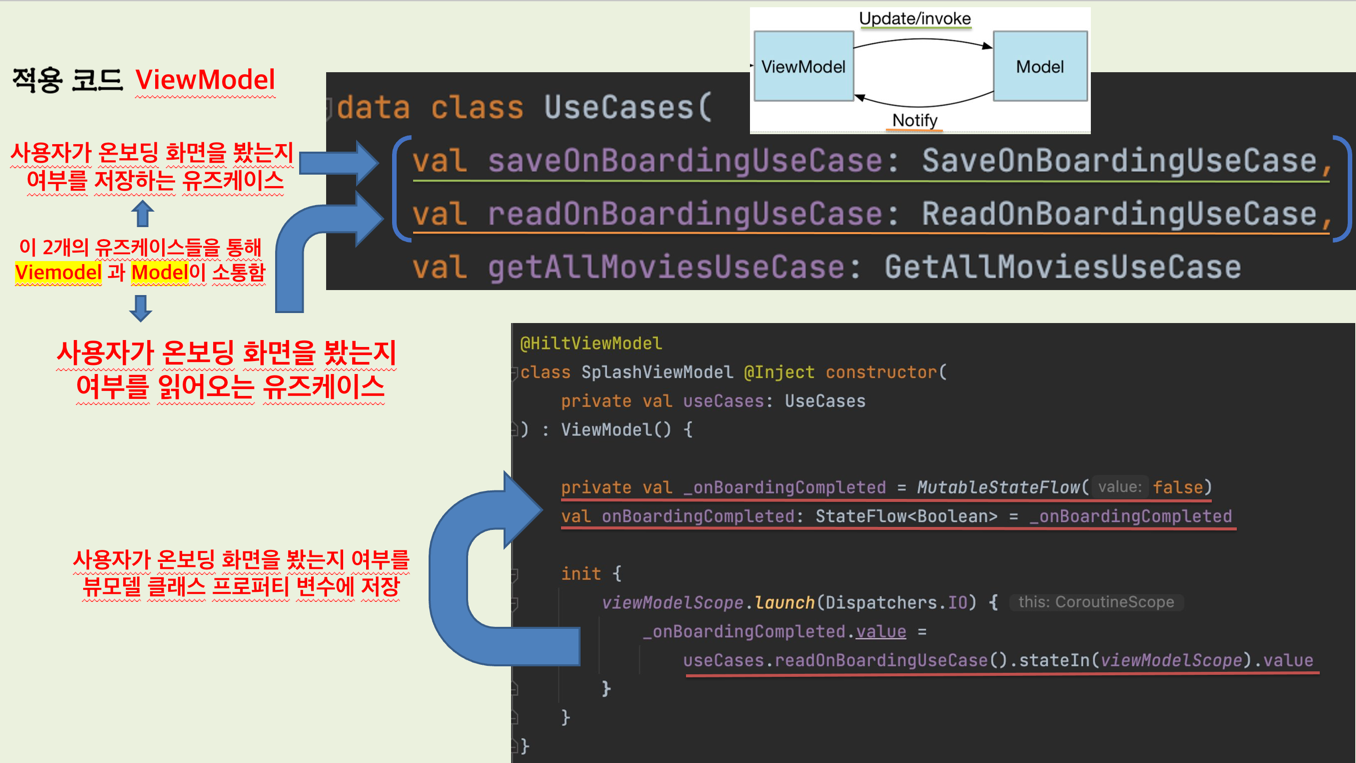 적용 코드 ViewModel
Update/invoke
ViewModel
Model
Notify
사용자가 온보딩 화면을 봤는지
여부를 저장하는 유즈케이스
이 2개의 유즈케이스들을 통해
Viemodel 과 Model이 소통함
사용자가 온보딩 화면을 봤는지
여부를 읽어오는 유즈케이스
data class UseCases(
val saveOnBoardingUseCase: SaveOnBoardingUseCase,
val readOnBoardingUseCase: ReadOnBoardingUseCase,
val getAllMoviesUseCase: GetAllMoviesUseCase
사용자가 온보딩 화면을 봤는지 여부를
뷰모델 클래스 프로퍼티 변수에 저장
@HiltViewModel
class SplashViewModel @Inject constructor(
private val useCases: UseCases
) : ViewModel() {
private val _onBoardingCompleted = MutableStateFlow( value: false)
val onBoardingCompleted: StateFlow<Boolean> = _onBoardingCompleted
init {
viewModelScope.launch(Dispatchers.IO) { this: CoroutineScope
_onBoardingCompleted.value =
useCases.readOnBoardingUseCase().stateIn(viewModelScope).value
}
}
}